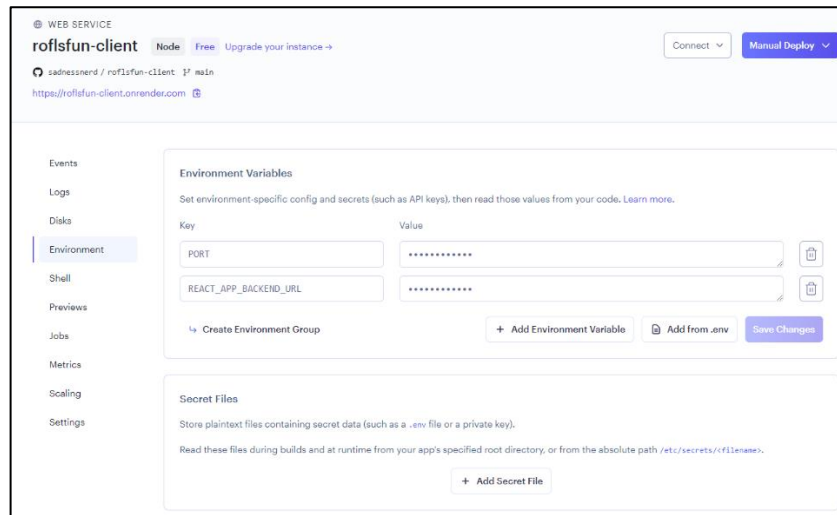 WEB SERVICE
roflsfun-client Node Free Upgrade your instance →
Connect Manual Deploy
sadnessnerd / roflsfun-client main
https://roflsfun-client.onrender.com
Events
Logs
Disks
Environment
Shell
Previews
Jobs
Metrics
Scaling
Settings
Environment Variables
Set environment-specific config and secrets (such as API keys), then read those values from your code. Learn more.
Key Value
PORT ••••••••••••
REACT_APP_BACKEND_URL ••••••••••••
Create Environment Group + Add Environment Variable Add from .env Save Changes
Secret Files
Store plaintext files containing secret data (such as a .env file or a private key).
Read these files during builds and at runtime from your app's specified root directory, or from the absolute path /etc/secrets/<filename>.
+ Add Secret File